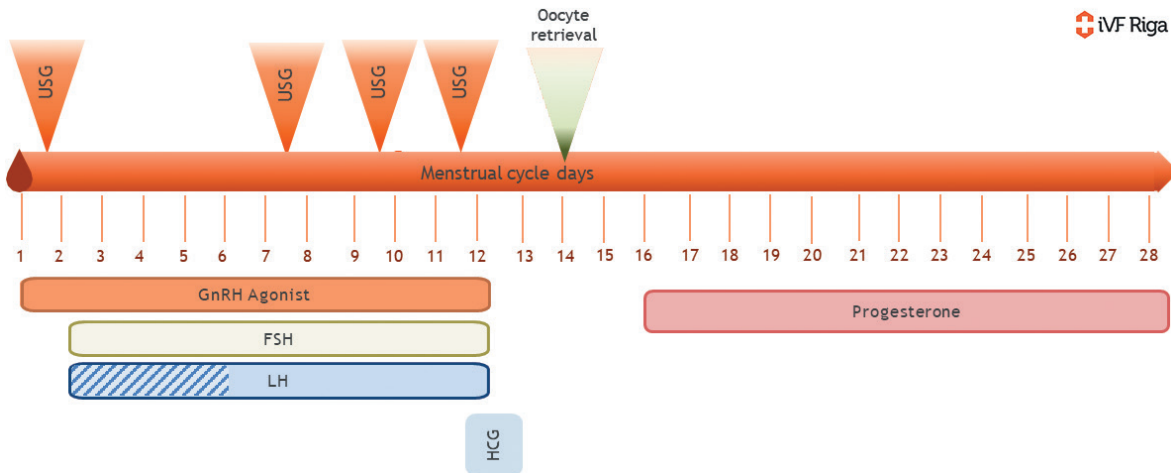 Oocyte
retrieval
iVF Riga
USG
USG
USG
USG
Menstrual cycle days
1 2 3 4 5 6 7 8 9 10 11 12 13 14 15 16 17 18 19 20 21 22 23 24 25 26 27 28
GnRH Agonist
Progesterone
FSH
LH
HCG